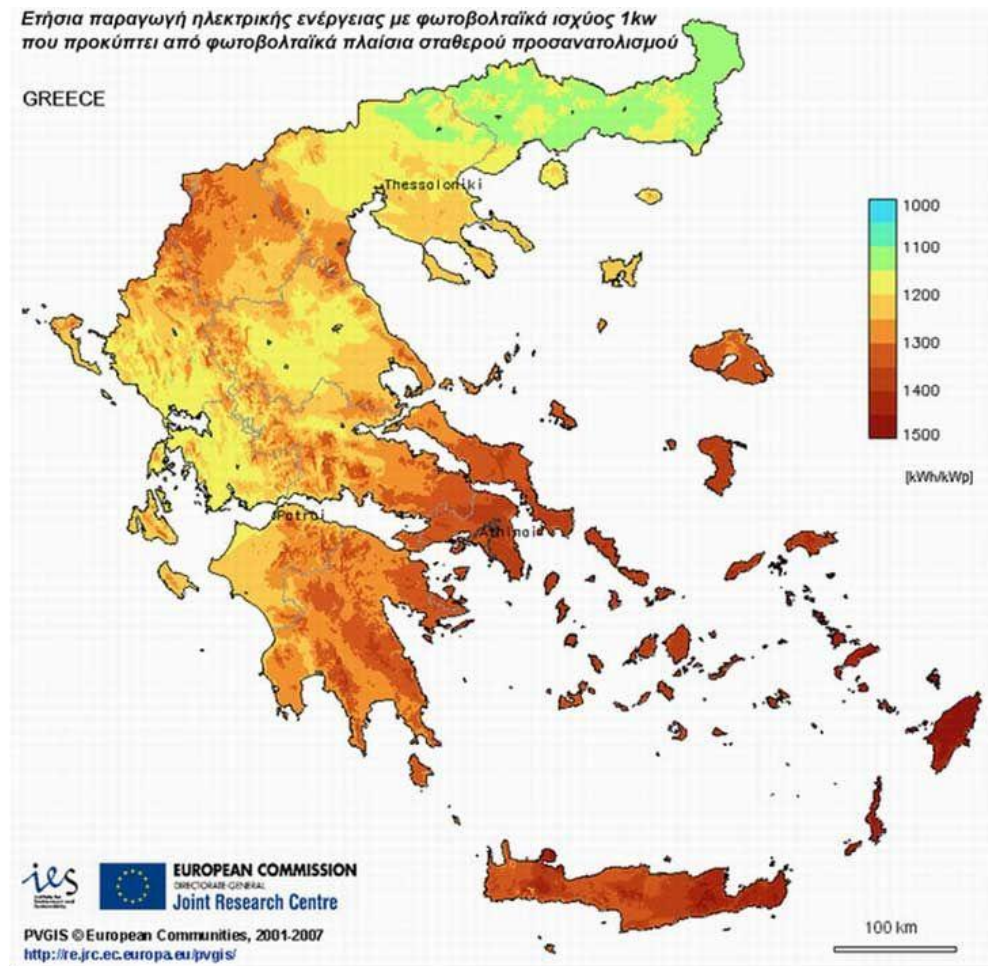 Ετήσια παραγωγή ηλεκτρικής ενέργειας με φωτοβολταϊκά ισχύος 1kw
που προκύπτει από φωτοβολταϊκά πλαίσια σταθερού προσανατολισμού
GREECE
Thessaloniki
1000
1100
1200
1300
1400
1500
[kWh/kWp]
Patrai
Athinai
ies
EUROPEAN COMMISSION
DIRECTORATE-GENERAL
Joint Research Centre
100 km
PVGIS © European Communities, 2001-2007
http://re.jrc.ec.europa.eu/pvgis/